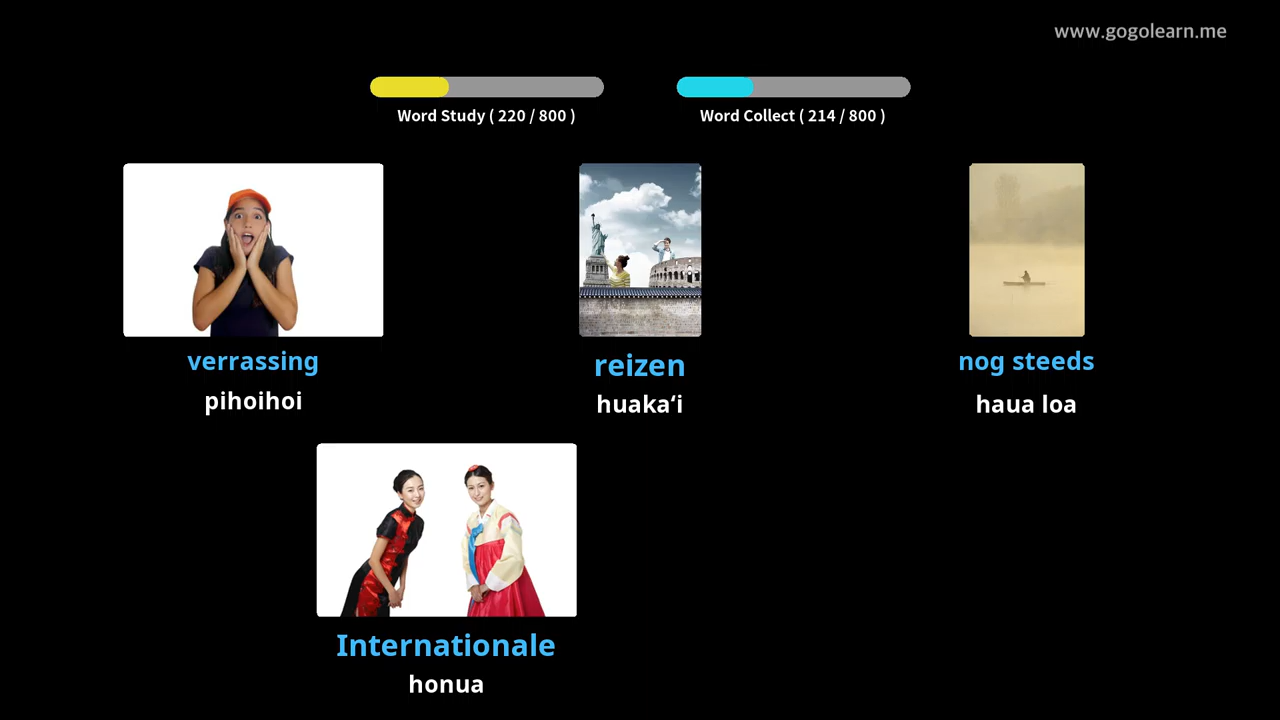 www.gogolearn.me
Word Study ( 220 / 800 )
Word Collect ( 214 / 800 )
verrassing
pihoihoi
reizen
huakaʻi
nog steeds
haua loa
Internationale
honua